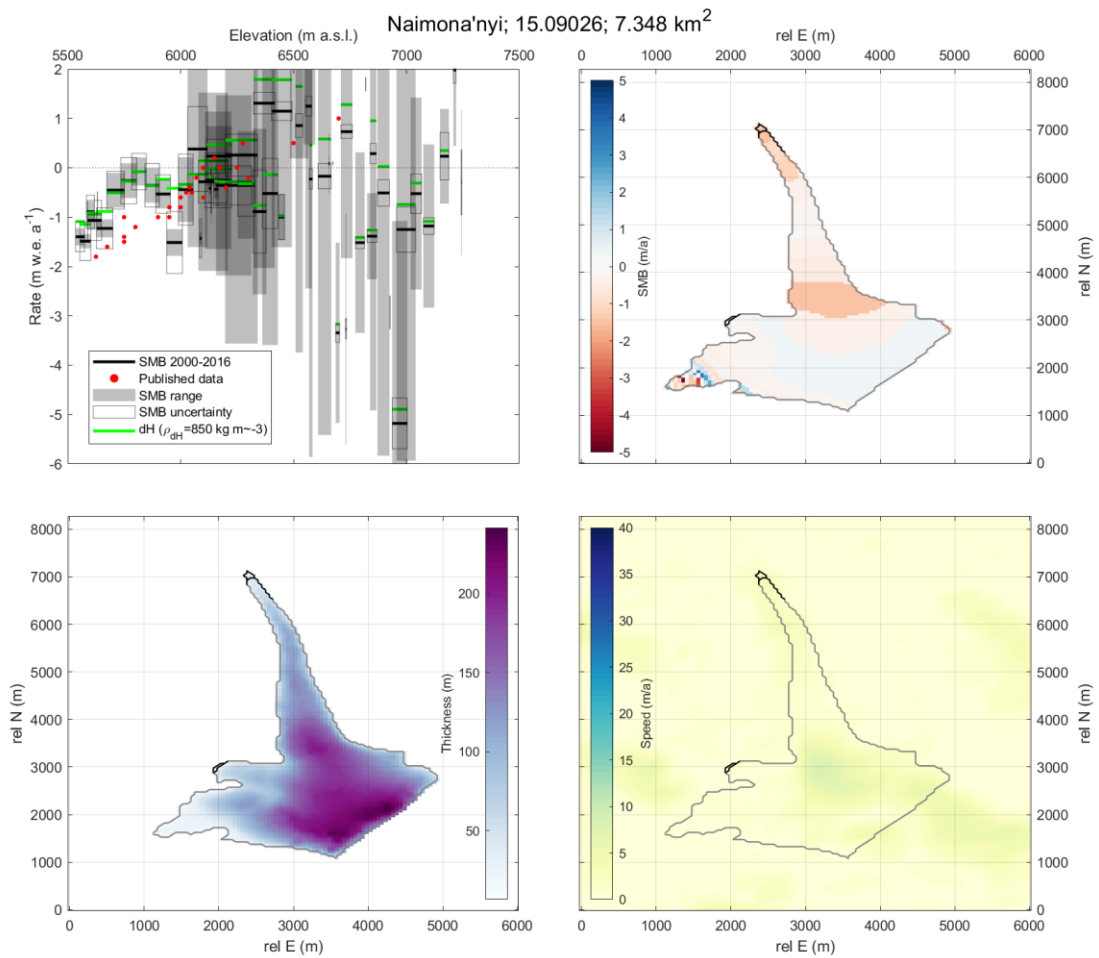 Naimona'nyi; 15.09026; 7.348 km²
Elevation (m a.s.l.)
5500 6000 6500 7000 7500
2
1
0
-1
-2
-3
-4
-5
-6
Rate (m w.e. a⁻¹)
SMB 2000-2016
Published data
SMB range
SMB uncertainty
dH (ρ_dH=850 kg m~-3)
rel E (m)
0 1000 2000 3000 4000 5000 6000
5
4
3
2
1
0
-1
-2
-3
-4
-5
SMB (m/a)
8000
7000
6000
5000
4000
3000
2000
1000
0
rel N (m)
8000
7000
6000
5000
4000
3000
2000
1000
0
rel N (m)
200
150
100
50
Thickness (m)
0 1000 2000 3000 4000 5000 6000
rel E (m)
40
35
30
25
20
15
10
5
0
Speed (m/a)
8000
7000
6000
5000
4000
3000
2000
1000
0
rel N (m)
0 1000 2000 3000 4000 5000 6000
rel E (m)